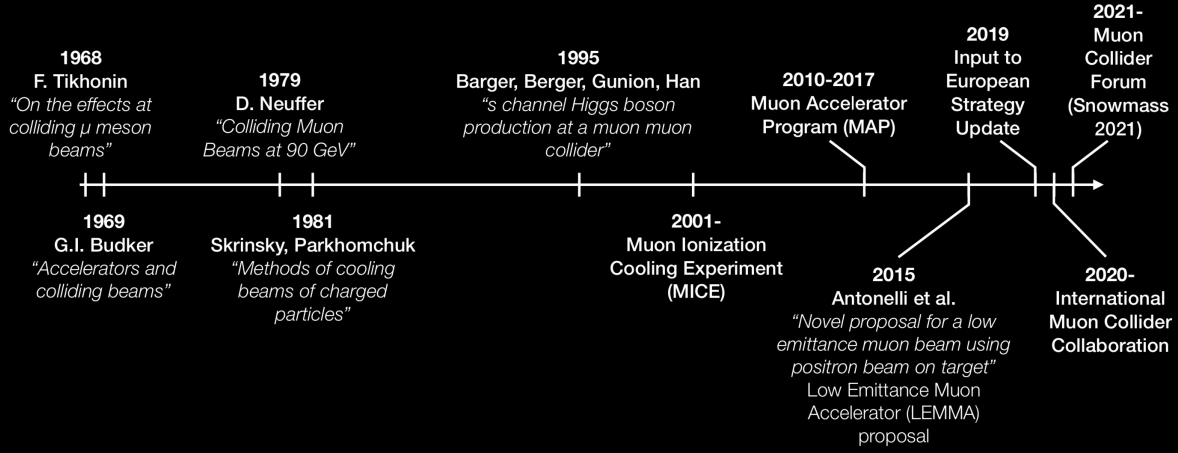 1968
F. Tikhonin
“On the effects at
colliding μ meson
beams”
1969
G.I. Budker
“Accelerators and
colliding beams”
1979
D. Neuffer
“Colliding Muon
Beams at 90 GeV”
1981
Skrinsky, Parkhomchuk
“Methods of cooling
beams of charged
particles”
1995
Barger, Berger, Gunion, Han
“s channel Higgs boson
production at a muon muon
collider”
2001-
Muon Ionization
Cooling Experiment
(MICE)
2010-2017
Muon Accelerator
Program (MAP)
2015
Antonelli et al.
“Novel proposal for a low
emittance muon beam using
positron beam on target”
Low Emittance Muon
Accelerator (LEMMA)
proposal
2019
Input to
European
Strategy
Update
2020-
International
Muon Collider
Collaboration
2021-
Muon
Collider
Forum
(Snowmass
2021)